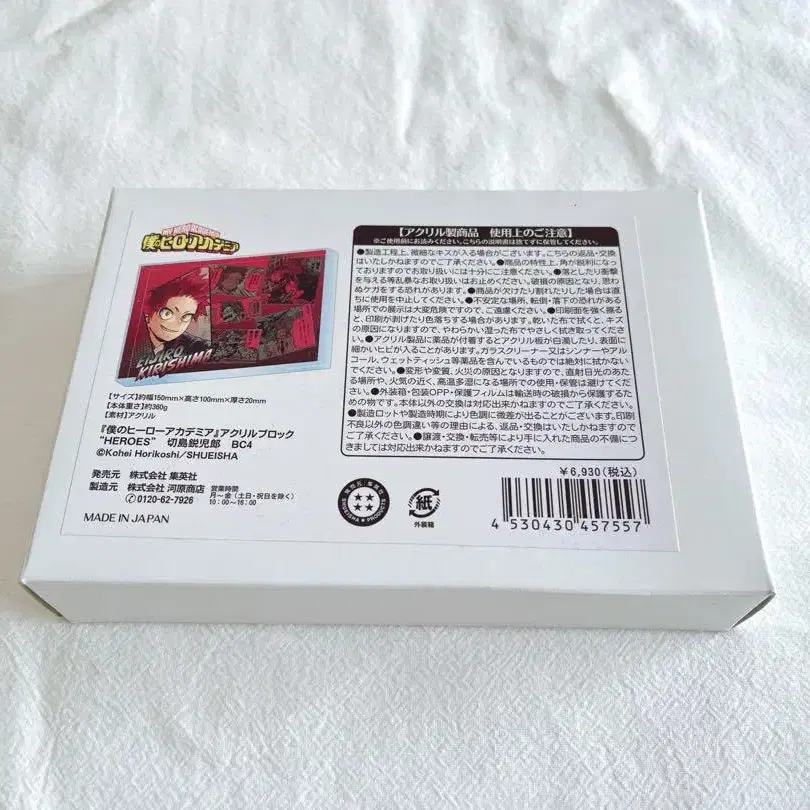 MY HERO ACADEMIA
僕のヒーローアカデミア
EIJIRO
KIRISHIMA
【サイズ】約幅150mm×高さ100mm×厚さ20mm
【本体重さ】約360g
【素材】アクリル
『僕のヒーローアカデミア』アクリルブロック
"HEROES" 切島鋭児郎 BC4
©Kohei Horikoshi/SHUEISHA
発売元 株式会社 集英社
製造元 株式会社 河原商店
✆0120-62-7926
営業時間
月~金(土日・祝日を除く)
10:00~16:00
MADE IN JAPAN
【アクリル製商品 使用上のご注意】
※ご使用前にお読みください。こちらの説明書は捨てずに保管してください。
●製造工程上、微細なキズが入る場合がございます。こちらの返品・交換
はいたしかねますのでご了承ください。●商品の特性上、角が鋭利になっ
ておりますのでお取り扱いには十分にご注意ください。●落としたり衝撃
を与える等乱暴なお取り扱いはお止めください。破損の原因となり、思わ
ぬケガをする恐れがあります。●商品が欠けたり割れたりした場合は直
ちに使用を中止してください。●不安定な場所、転倒・落下の恐れがある
場所での展示は大変危険ですので、ご遠慮ください。●印刷面を強く擦る
と、印刷が剥げたり色落ちする場合があります。乾いた布で拭くと、キズ
の原因になりますので、やわらかい湿った布でやさしく拭き取ってくださ
い。●アクリル製品に薬品が付着するとアクリル板が白濁したり、表面に
細かいヒビが入ることがあります。ガラスクリーナー又はシンナーやアル
コール、ウェットティッシュ等薬品を含んでいるものでは絶対に拭かない
でください。●変形や変質、火災の原因となりますので、直射日光のあた
る場所や、火気の近く、高温多湿になる場所での使用・保管は避けてくだ
さい。●外装箱・包装OPP・保護フィルムは輸送時の破損から保護するた
めの物です。本体以外の交換は対応出来かねますのでご了承ください。
●製造ロットや製造時期により色調に微差が出ることがございます。印刷
不良以外の色調違い等の理由による、返品・交換はいたしかねますので
ご了承ください。●譲渡・交換・転売等により手に入れた商品の不備につ
きましては対応出来かねますのでご了承ください。
¥6,930(税込)
SHUEISHA PRODUCTS
紙
外装箱
4 530430 457557